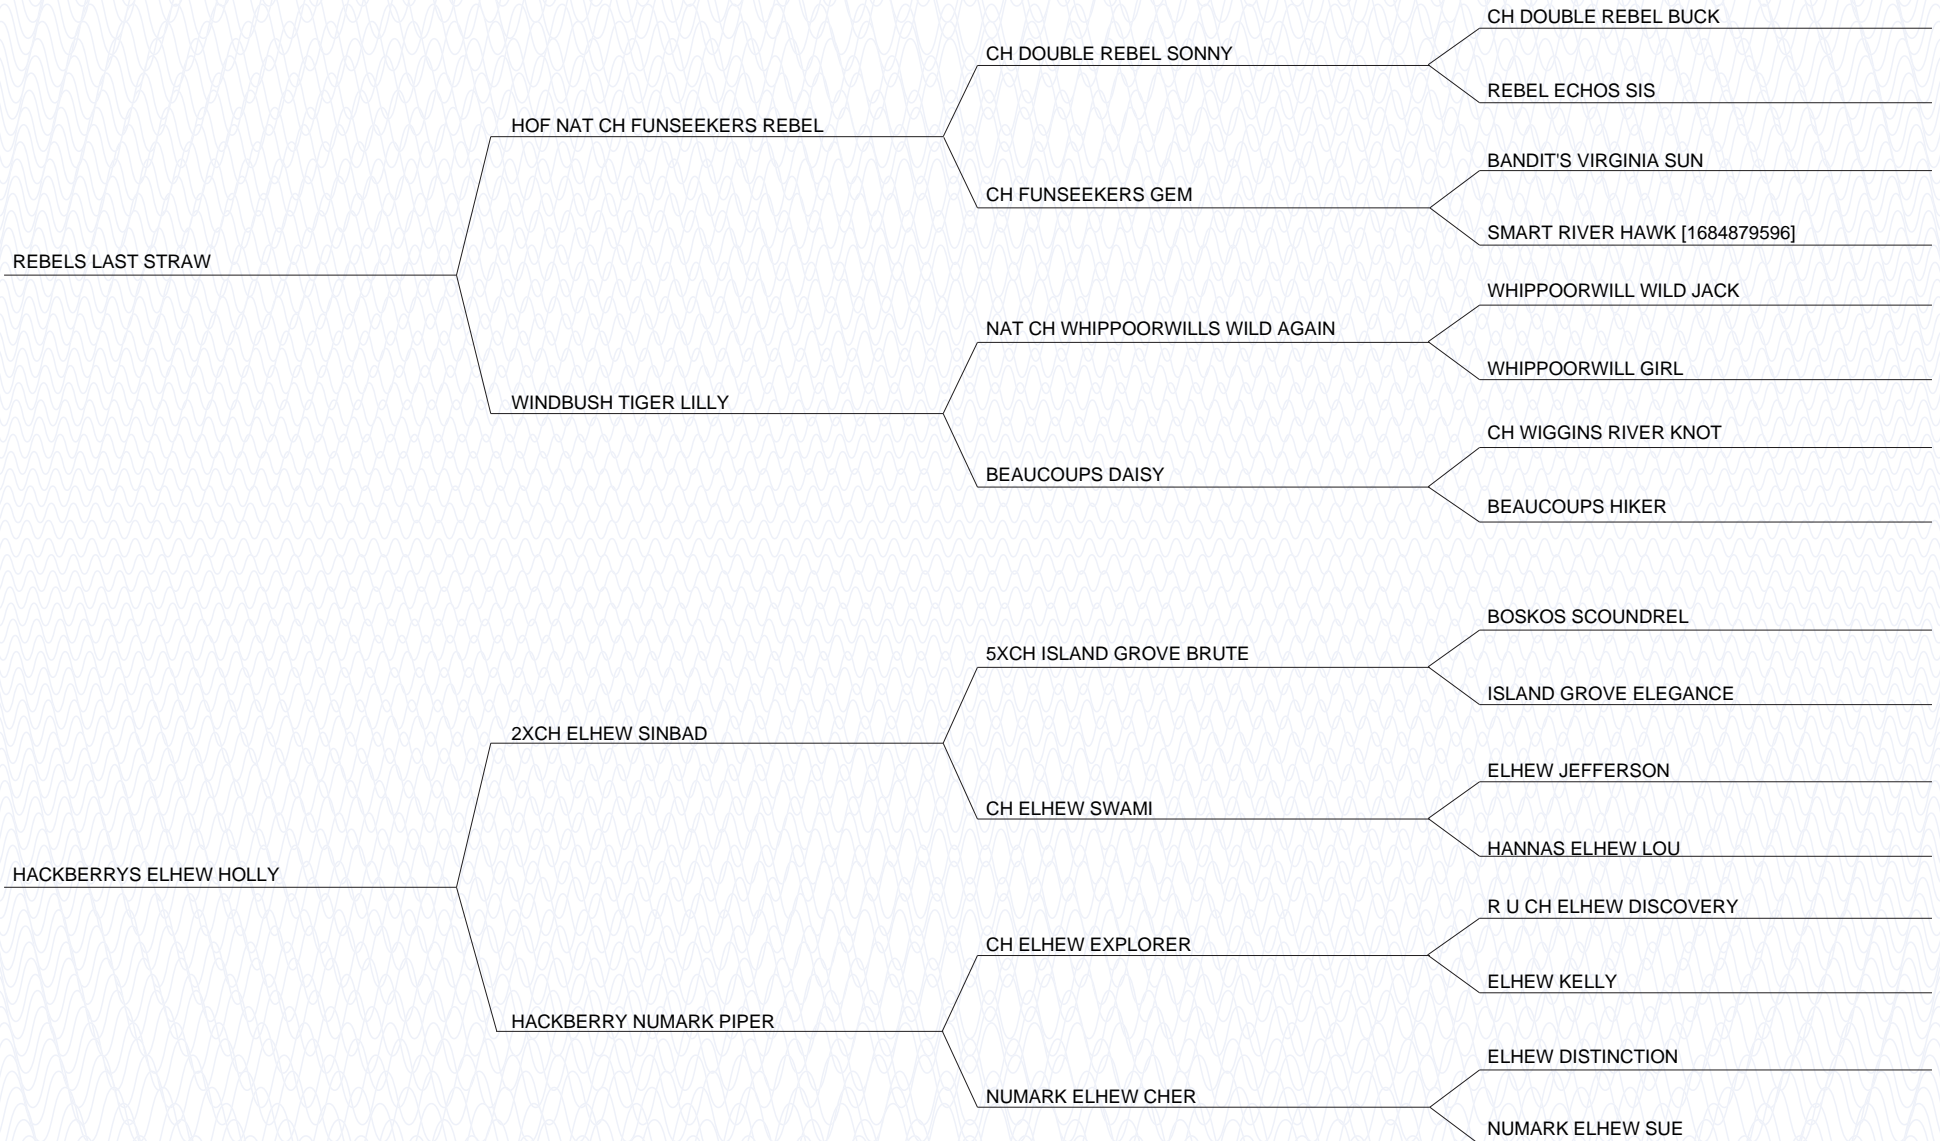 CH DOUBLE REBEL BUCK
CH DOUBLE REBEL SONNY
REBEL ECHOS SIS
HOF NAT CH FUNSEEKERS REBEL
BANDIT'S VIRGINIA SUN
CH FUNSEEKERS GEM
SMART RIVER HAWK [1684879596]
REBELS LAST STRAW
WHIPPOORWILL WILD JACK
NAT CH WHIPPOORWILLS WILD AGAIN
WHIPPOORWILL GIRL
WINDBUSH TIGER LILLY
CH WIGGINS RIVER KNOT
BEAUCOUPS DAISY
BEAUCOUPS HIKER
BOSKOS SCOUNDREL
5XCH ISLAND GROVE BRUTE
ISLAND GROVE ELEGANCE
2XCH ELHEW SINBAD
ELHEW JEFFERSON
CH ELHEW SWAMI
HANNAS ELHEW LOU
HACKBERRYS ELHEW HOLLY
R U CH ELHEW DISCOVERY
CH ELHEW EXPLORER
ELHEW KELLY
HACKBERRY NUMARK PIPER
ELHEW DISTINCTION
NUMARK ELHEW CHER
NUMARK ELHEW SUE